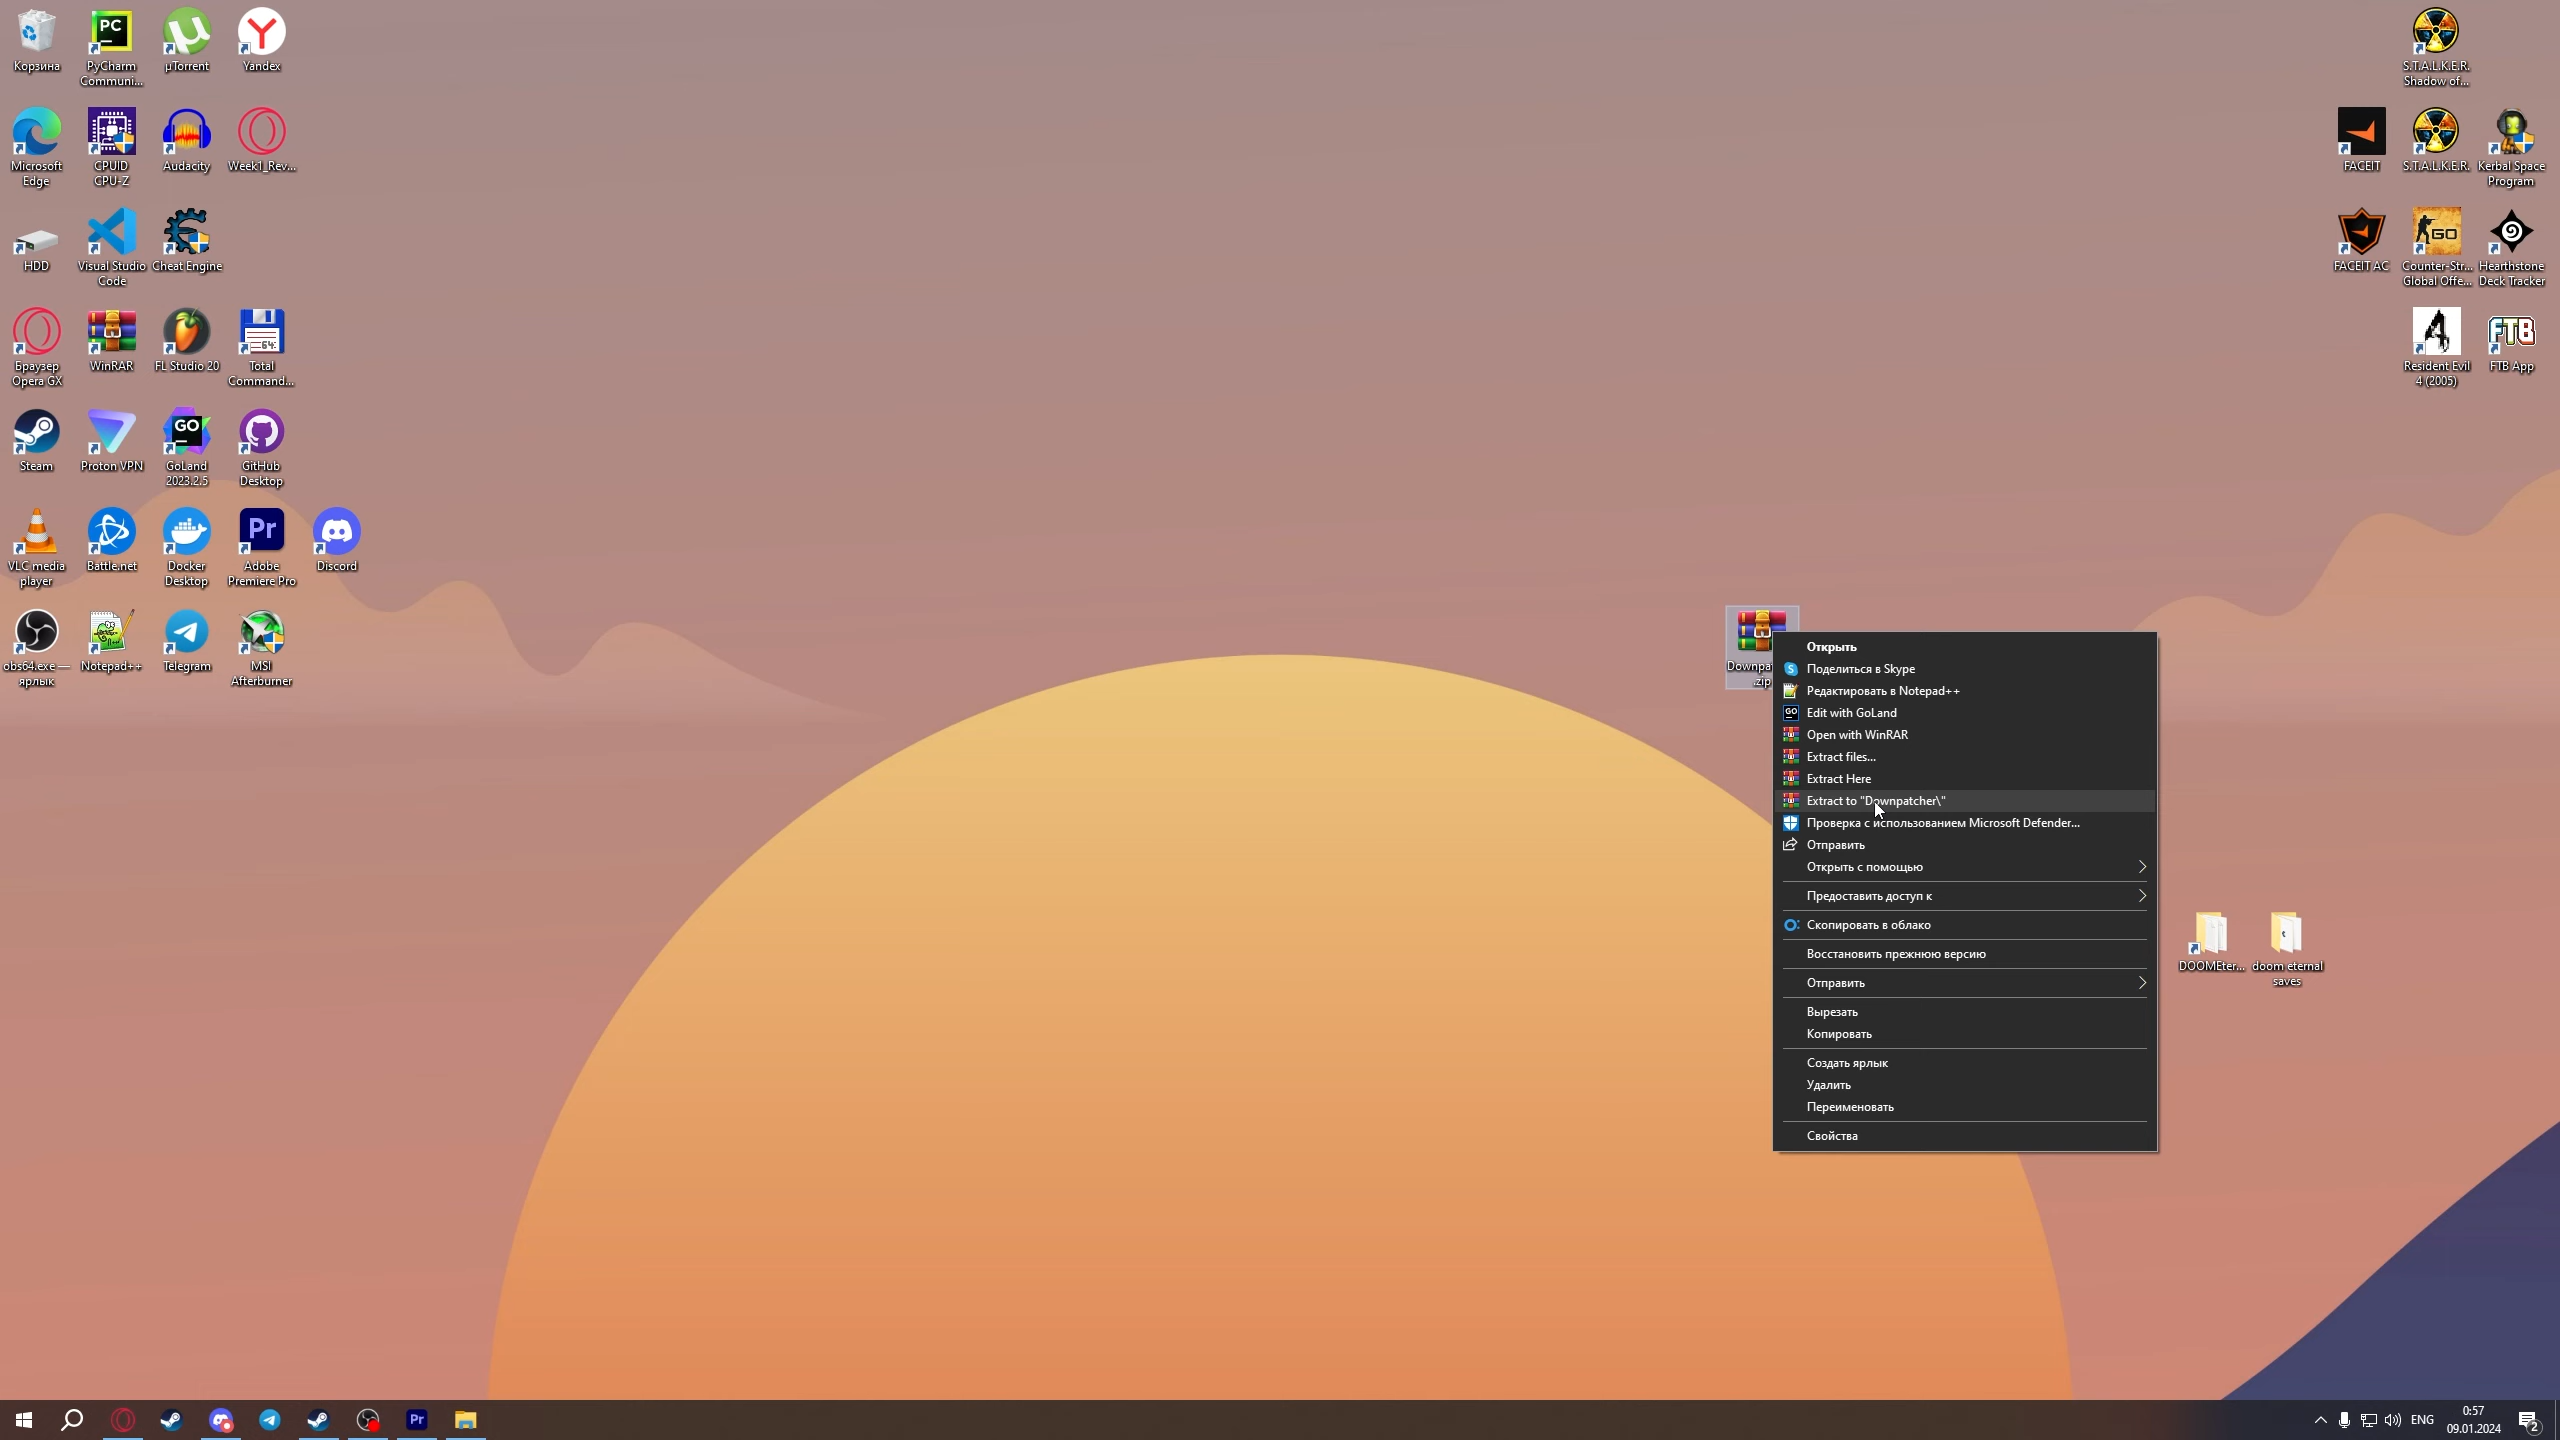 Корзина
PyCharm
Communi...
µTorrent
Yandex
Microsoft
Edge
CPUID
CPU-Z
Audacity
Week1_Rev...
HDD
Visual Studio
Code
Cheat Engine
Браузер
Opera GX
WinRAR
FL Studio 20
Total
Command...
Steam
Proton VPN
GoLand
2023.2.5
GitHub
Desktop
VLC media
player
Battle.net
Docker
Desktop
Adobe
Premiere Pro
Discord
obs64.exe —
ярлык
Notepad++
Telegram
MSI
Afterburner
S.T.A.L.K.E.R.
Shadow of...
FACEIT
S.T.A.L.K.E.R.
Kerbal Space
Program
FACEIT AC
Counter-Str...
Global Offe...
Hearthstone
Deck Tracker
Resident Evil
4 (2005)
FTB App
.zip
Открыть
Поделиться в Skype
Редактировать в Notepad++
Edit with GoLand
Open with WinRAR
Extract files...
Extract Here
Extract to "Downpatcher\"
Проверка с использованием Microsoft Defender...
Отправить
Открыть с помощью
Предоставить доступ к
Скопировать в облако
Восстановить прежнюю версию
Отправить
Вырезать
Копировать
Создать ярлык
Удалить
Переименовать
Свойства
DOOMEter...
doom eternal
saves
ENG
0:57
09.01.2024
2